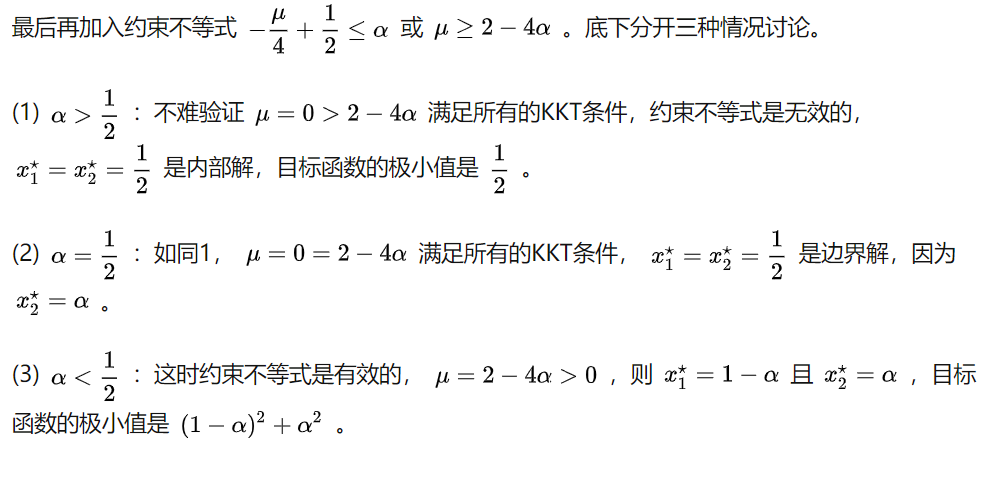 最后再加入约束不等式 $-\dfrac{\mu}{4}+\dfrac{1}{2}\leq\alpha$ 或 $\mu\geq 2-4\alpha$ 。底下分开三种情况讨论。
(1) $\alpha>\dfrac{1}{2}$ ：不难验证 $\mu=0>2-4\alpha$ 满足所有的KKT条件，约束不等式是无效的，
$x_1^\star=x_2^\star=\dfrac{1}{2}$ 是内部解，目标函数的极小值是 $\dfrac{1}{2}$ 。
(2) $\alpha=\dfrac{1}{2}$ ：如同1， $\mu=0=2-4\alpha$ 满足所有的KKT条件， $x_1^\star=x_2^\star=\dfrac{1}{2}$ 是边界解，因为
$x_2^\star=\alpha$ 。
(3) $\alpha<\dfrac{1}{2}$ ：这时约束不等式是有效的， $\mu=2-4\alpha>0$ ，则 $x_1^\star=1-\alpha$ 且 $x_2^\star=\alpha$ ，目标
函数的极小值是 $(1-\alpha)^2+\alpha^2$ 。